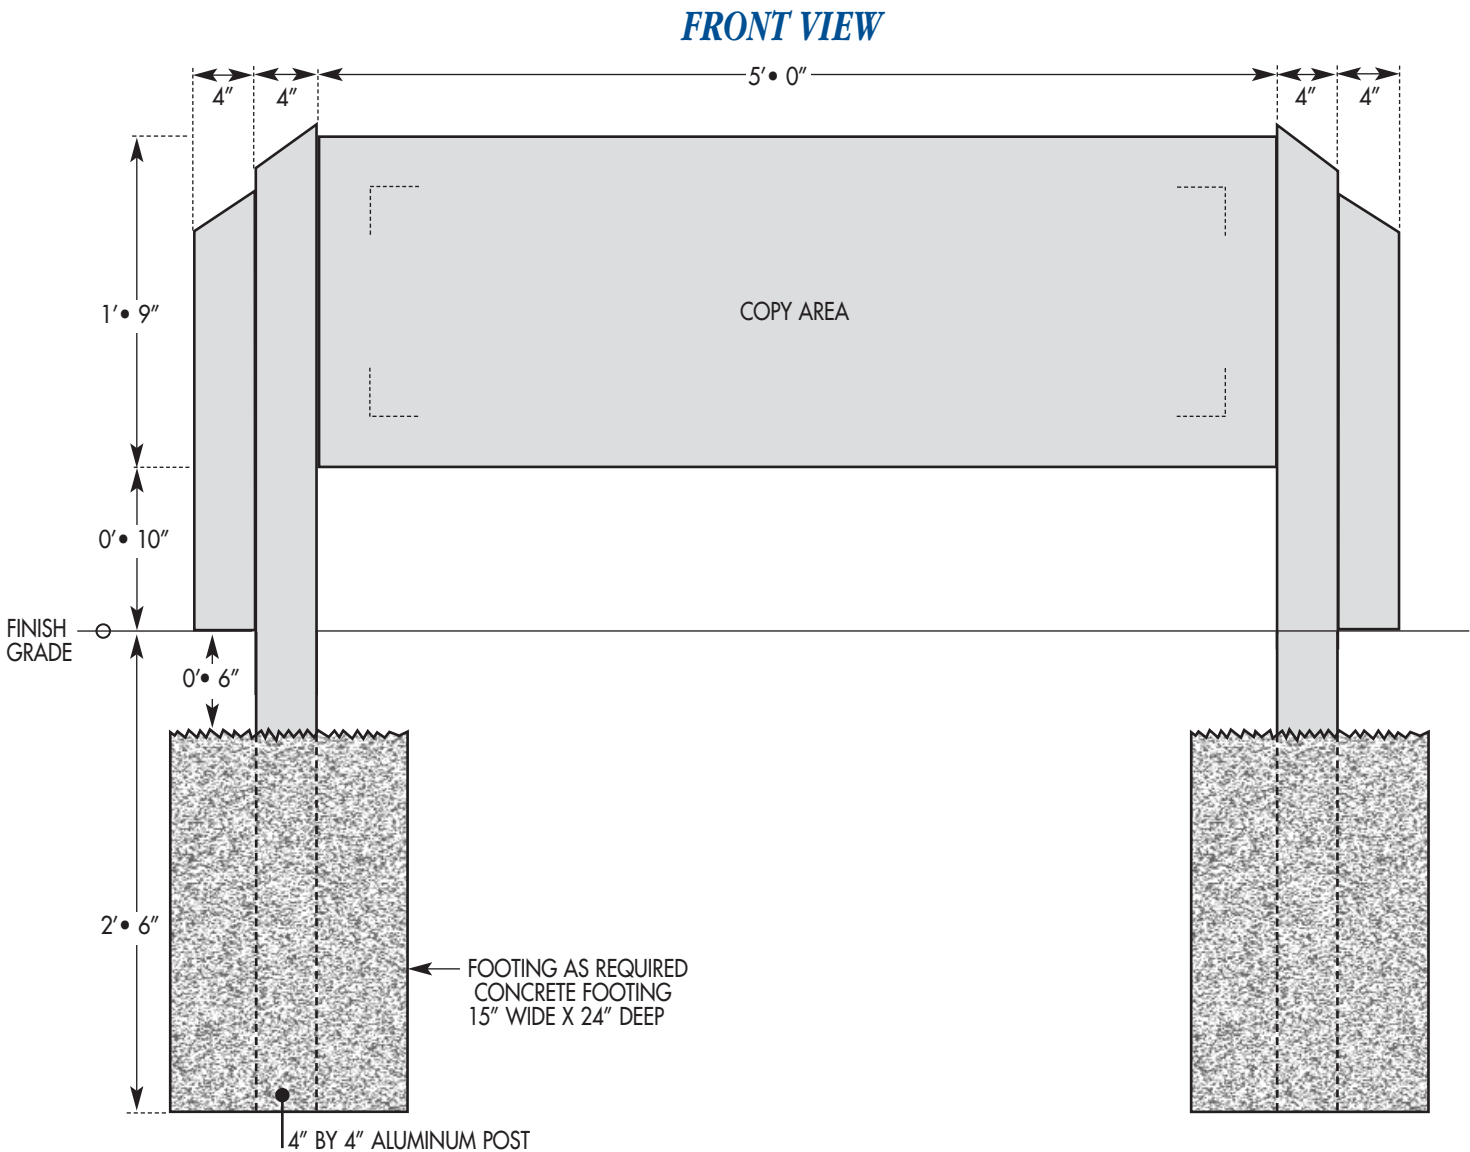 FRONT VIEW
5'• 0"
4"
4"
4"
4"
1'• 9"
COPY AREA
0'• 10"
FINISH
GRADE
0'• 6"
2'• 6"
FOOTING AS REQUIRED
CONCRETE FOOTING
15" WIDE X 24" DEEP
4" BY 4" ALUMINUM POST